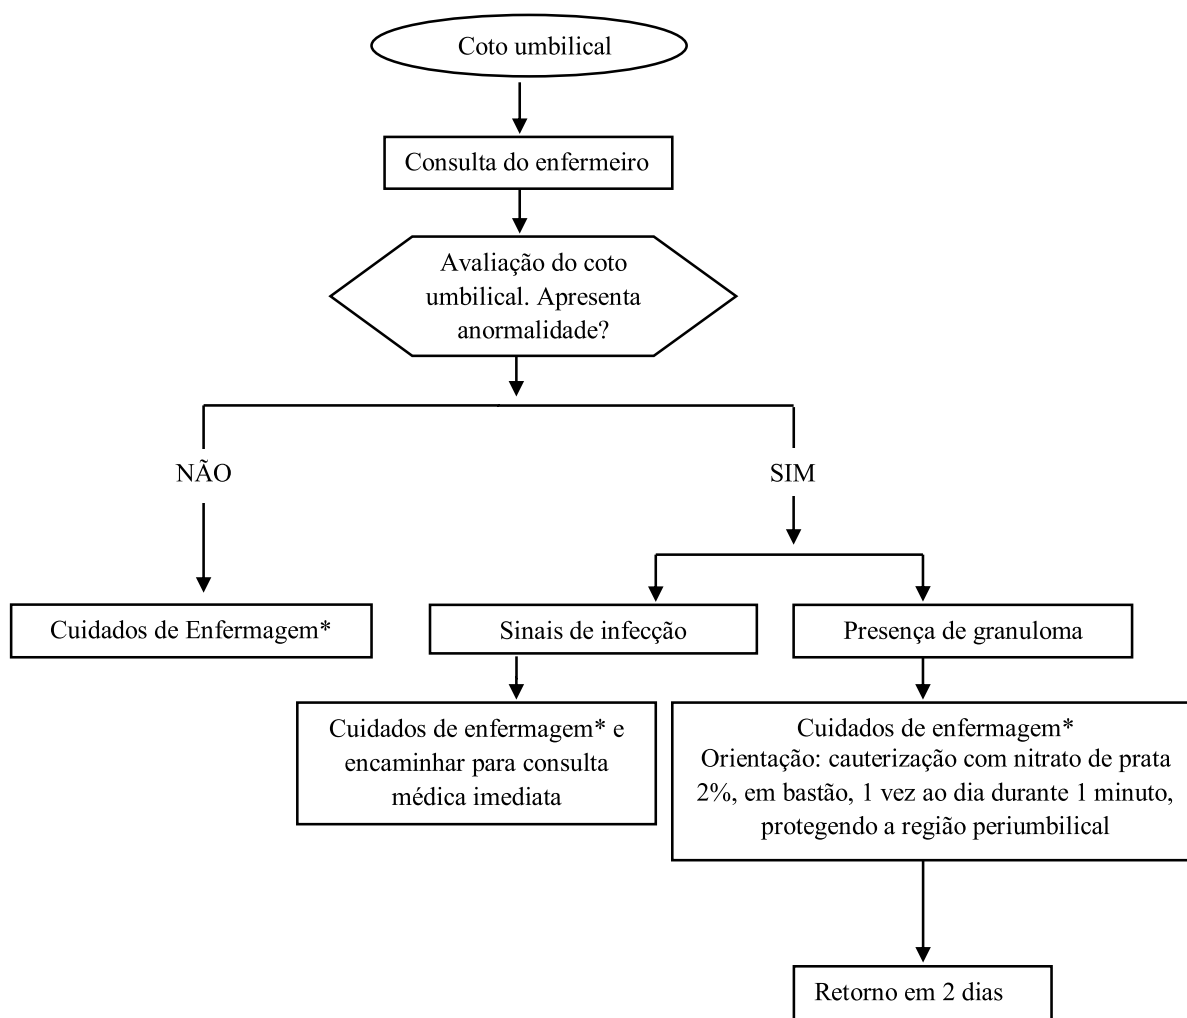 Coto umbilical
Consulta do enfermeiro
Avaliação do coto
umbilical. Apresenta
anormalidade?
NÃO
SIM
Cuidados de Enfermagem*
Sinais de infecção
Presença de granuloma
Cuidados de enfermagem* e
encaminhar para consulta
médica imediata
Cuidados de enfermagem*
Orientação: cauterização com nitrato de prata
2%, em bastão, 1 vez ao dia durante 1 minuto,
protegendo a região periumbilical
Retorno em 2 dias